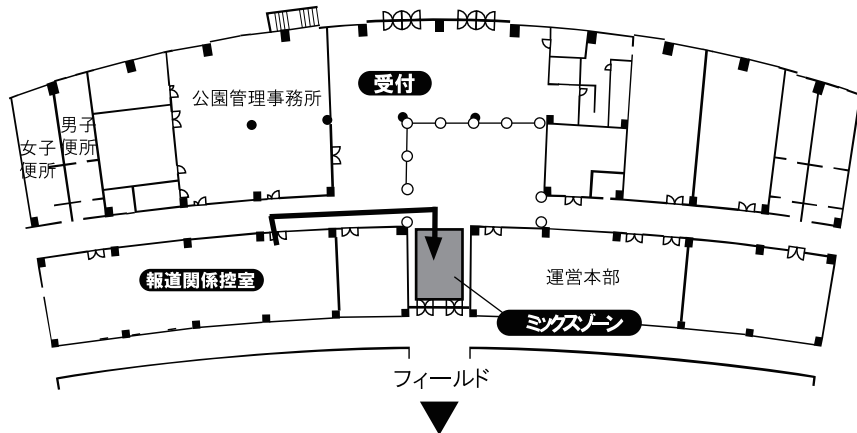 公園管理事務所
受付
男子
便所
女子
便所
報道関係控室
運営本部
ミックスゾーン
フィールド